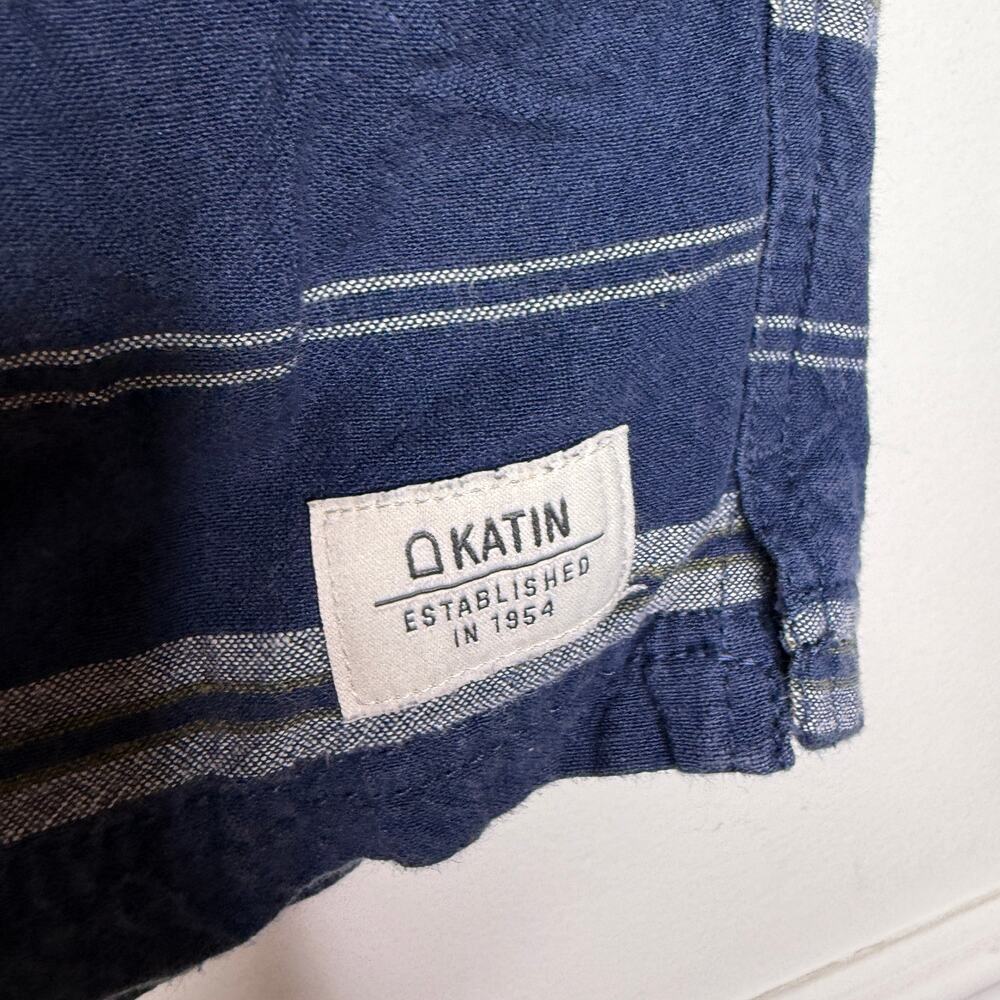 KATIN
ESTABLISHED
IN 1954